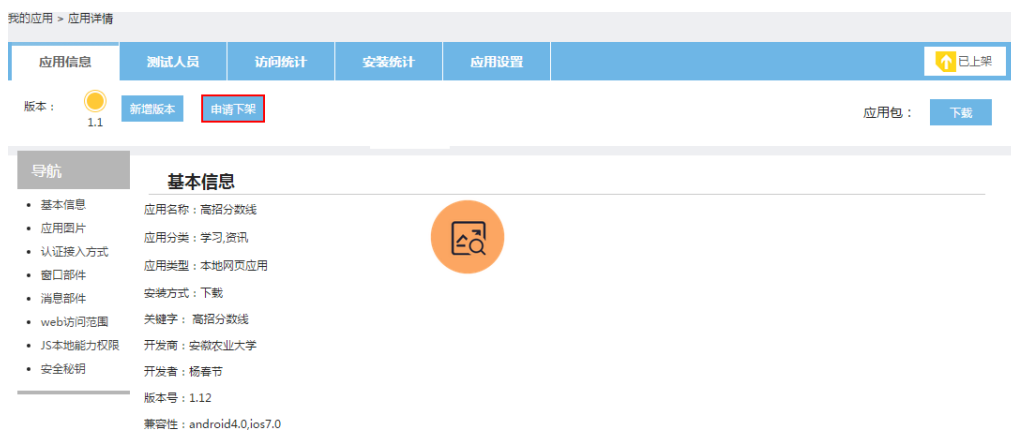 我的应用 > 应用详情
应用信息 测试人员 访问统计 安装统计 应用设置 已上架
版本： 1.1 新增版本 申请下架 应用包： 下载
导航
• 基本信息
• 应用图片
• 认证接入方式
• 窗口部件
• 消息部件
• web访问范围
• JS本地能力权限
• 安全秘钥
基本信息
应用名称：高招分数线
应用分类：学习,资讯
应用类型：本地网页应用
安装方式：下载
关键字： 高招分数线
开发商：安徽农业大学
开发者：杨春节
版本号：1.12
兼容性：android4.0,ios7.0